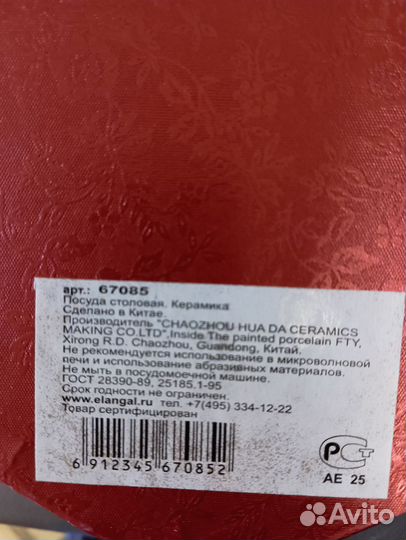 арт.: 67085
Посуда столовая. Керамика
Сделано в Китае.
Производитель "CHAOZHOU HUA DA CERAMICS
MAKING CO.LTD",Inside The painted porcelain FTY,
Xirong R.D. Chaozhou, Guandong, Китай.
Не рекомендуется использование в микроволновой
печи и использование абразивных материалов.
Не мыть в посудомоечной машине.
ГОСТ 28390-89, 25185.1-95
Срок годности не ограничен.
www.elangal.ru тел. +7(495) 334-12-22
Товар сертифицирован
6 912345 670852
РСТ
АЕ 25
Avito